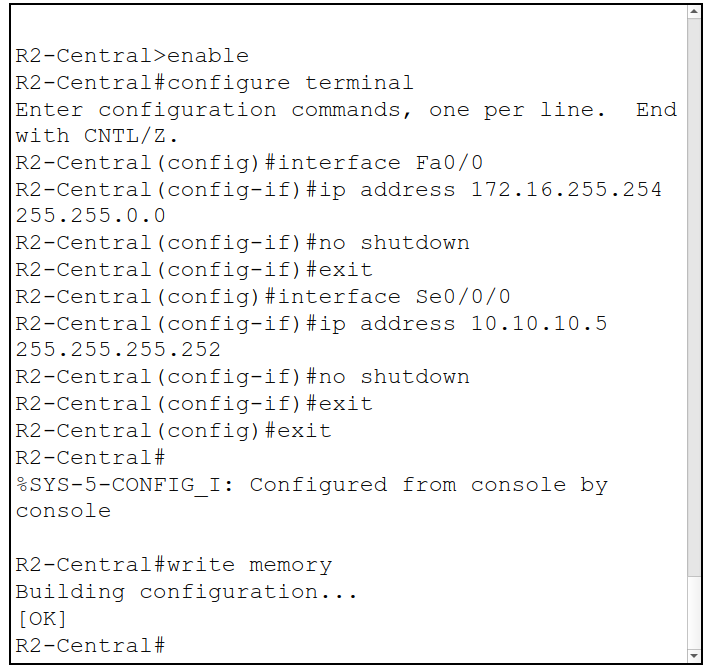 R2-Central>enable
R2-Central#configure terminal
Enter configuration commands, one per line.  End
with CNTL/Z.
R2-Central(config)#interface Fa0/0
R2-Central(config-if)#ip address 172.16.255.254
255.255.0.0
R2-Central(config-if)#no shutdown
R2-Central(config-if)#exit
R2-Central(config)#interface Se0/0/0
R2-Central(config-if)#ip address 10.10.10.5
255.255.255.252
R2-Central(config-if)#no shutdown
R2-Central(config-if)#exit
R2-Central(config)#exit
R2-Central#
%SYS-5-CONFIG_I: Configured from console by
console
R2-Central#write memory
Building configuration...
[OK]
R2-Central#